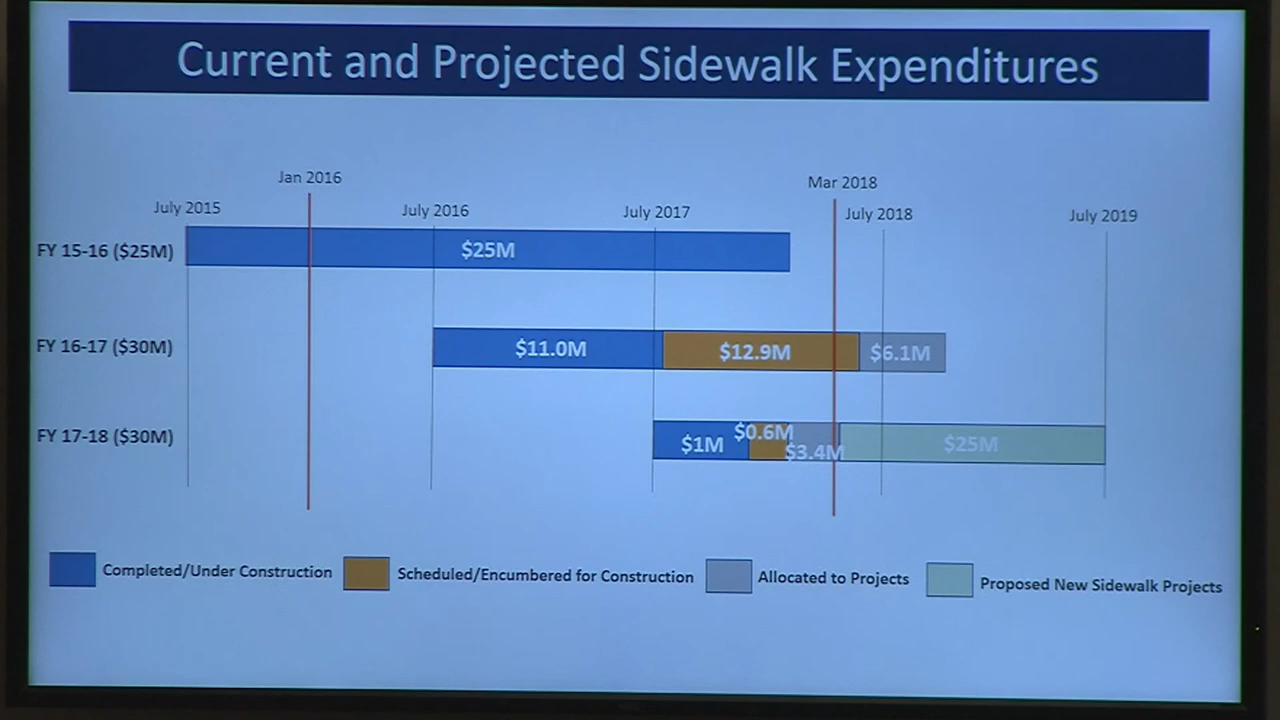 Current and Projected Sidewalk Expenditures
Jan 2016
Mar 2018
July 2015
July 2016
July 2017
July 2018
July 2019
FY 15-16 ($25M)
$25M
FY 16-17 ($30M)
$11.0M
$12.9M
$6.1M
FY 17-18 ($30M)
$1M
$0.6M
$3.4M
$25M
Completed/Under Construction
Scheduled/Encumbered for Construction
Allocated to Projects
Proposed New Sidewalk Projects